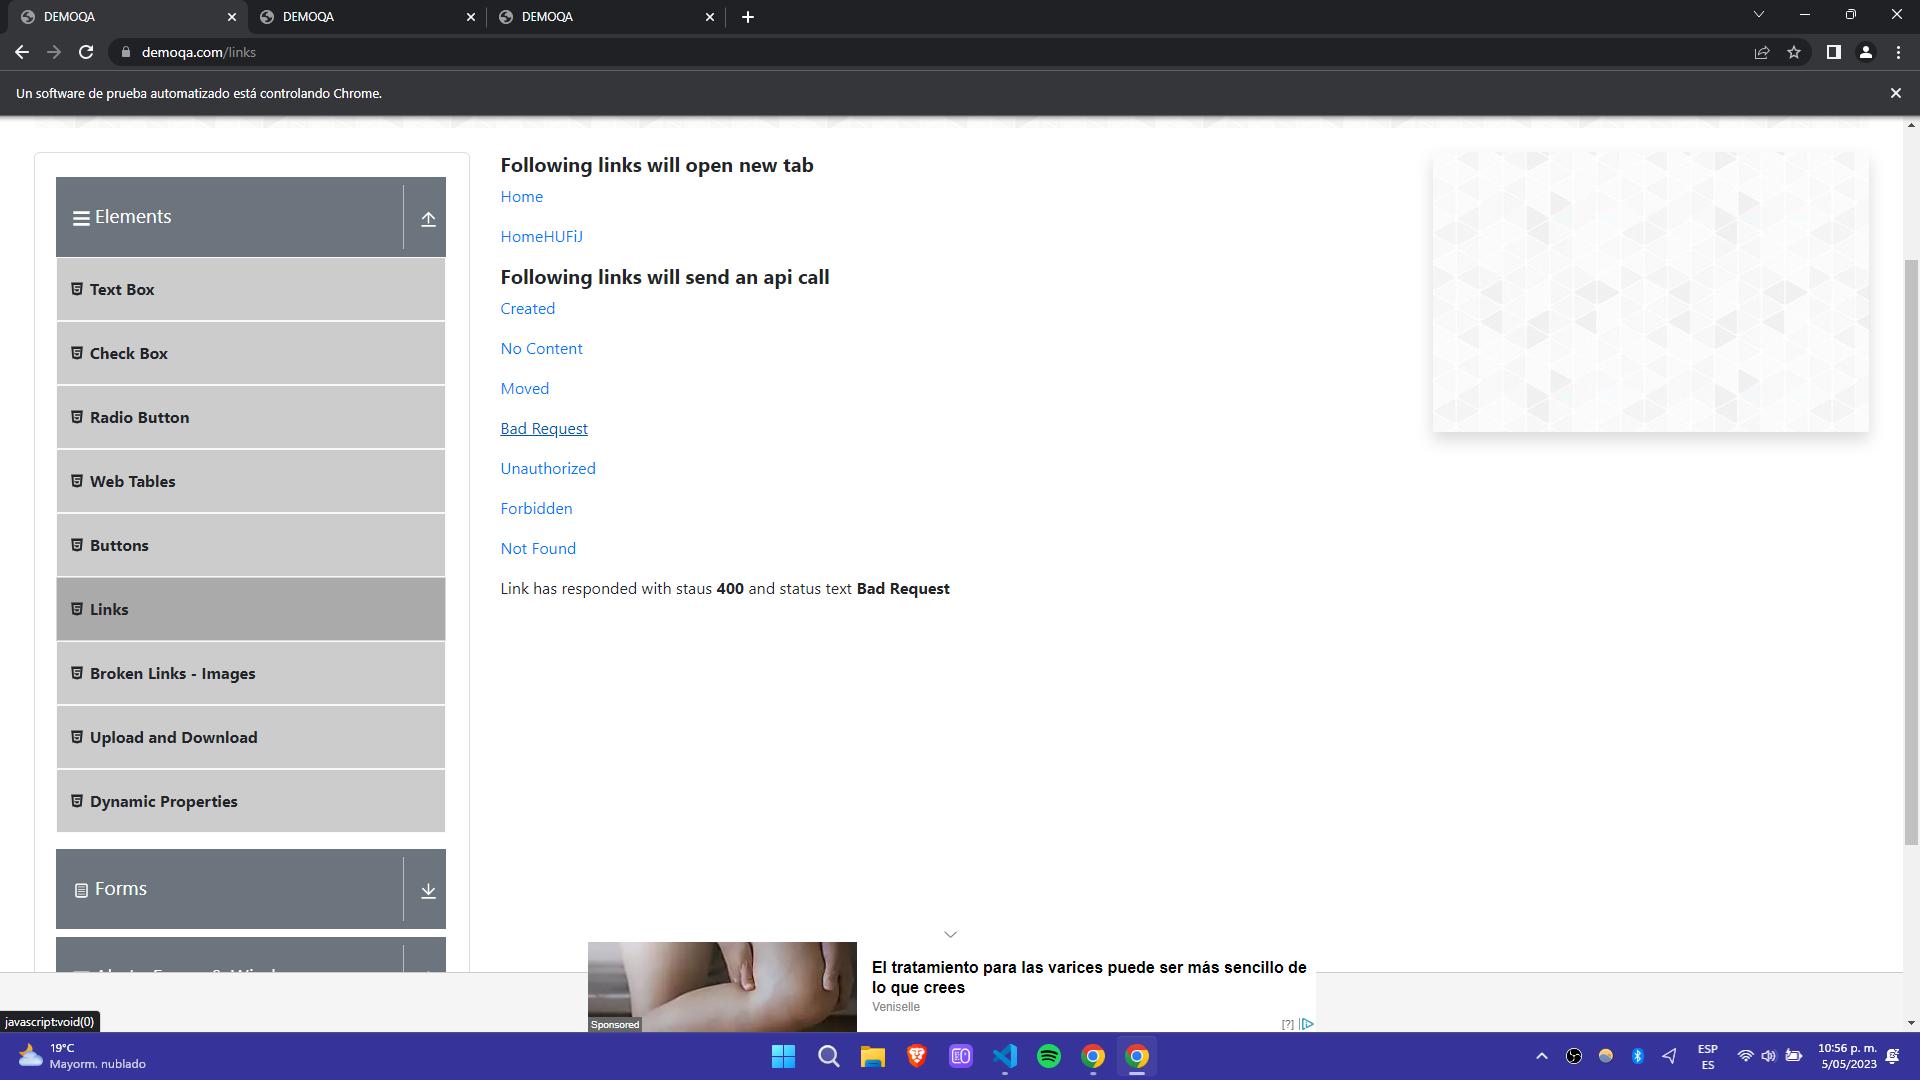 DEMOQA
DEMOQA
DEMOQA
demoqa.com/links
Un software de prueba automatizado está controlando Chrome.
Elements
Text Box
Check Box
Radio Button
Web Tables
Buttons
Links
Broken Links - Images
Upload and Download
Dynamic Properties
Forms
Following links will open new tab
Home
HomeHUFiJ
Following links will send an api call
Created
No Content
Moved
Bad Request
Unauthorized
Forbidden
Not Found
Link has responded with staus 400 and status text Bad Request
El tratamiento para las varices puede ser más sencillo de
lo que crees
Veniselle
Sponsored
[?]
javascript:void(0)
19°C
Mayorm. nublado
ESP
ES
10:56 p. m.
5/05/2023